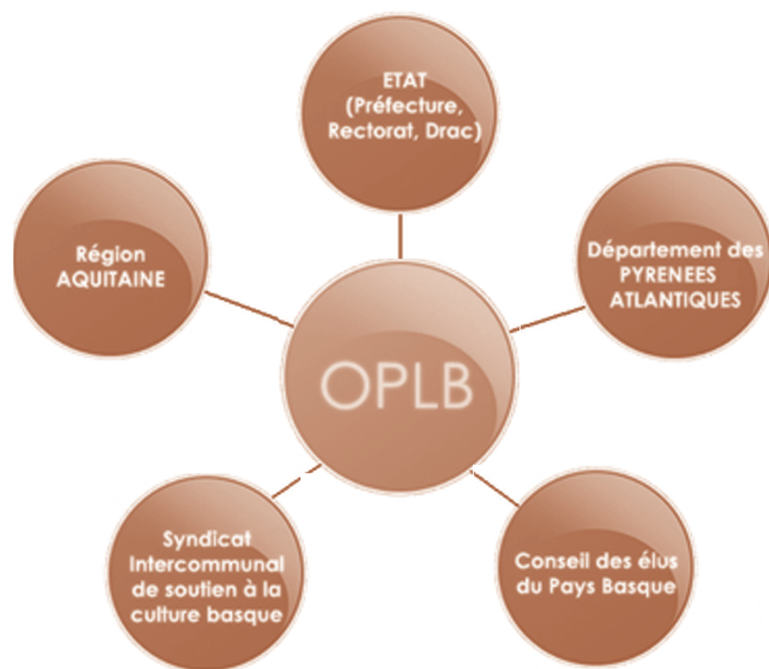 ETAT
(Préfecture,
Rectorat, Drac)
Région
AQUITAINE
Département des
PYRENEES
ATLANTIQUES
OPLB
Syndicat
Intercommunal
de soutien à la
culture basque
Conseil des élus
du Pays Basque